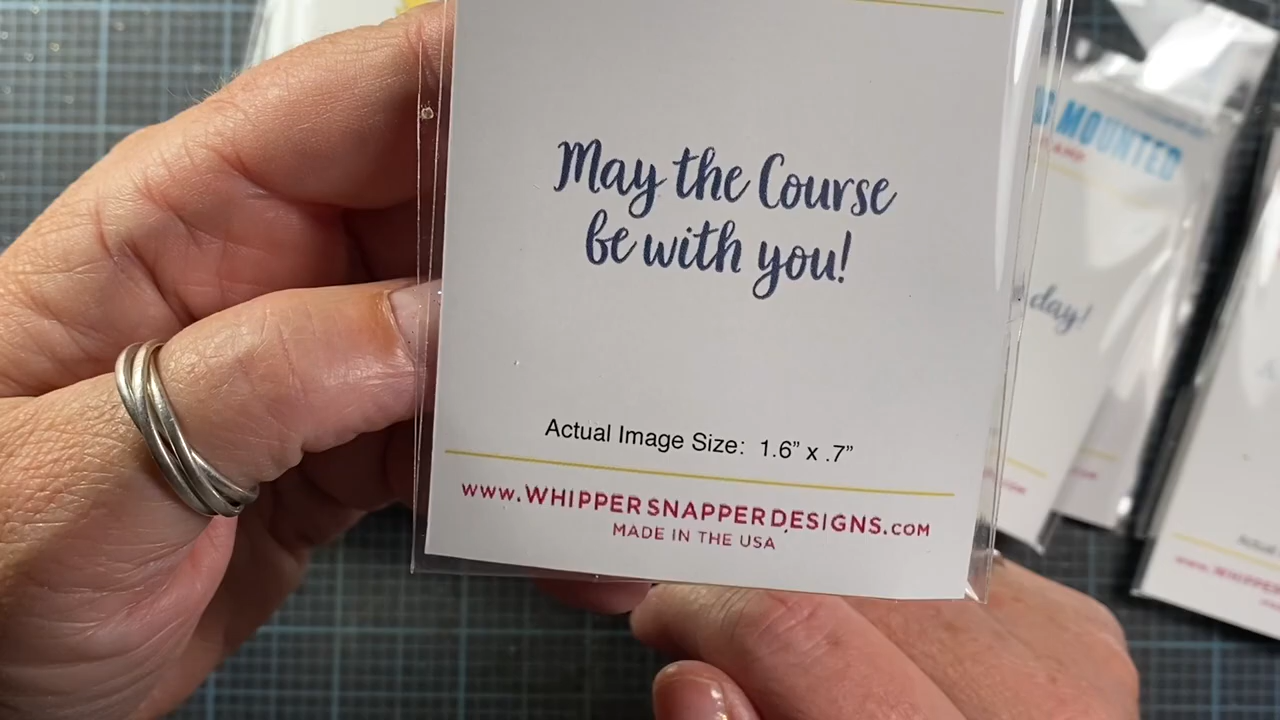 May the Course
be with you!
Actual Image Size: 1.6” x .7”
www.WHIPPERSNAPPERDESIGNS.com
MADE IN THE USA
MOUNTED
day!